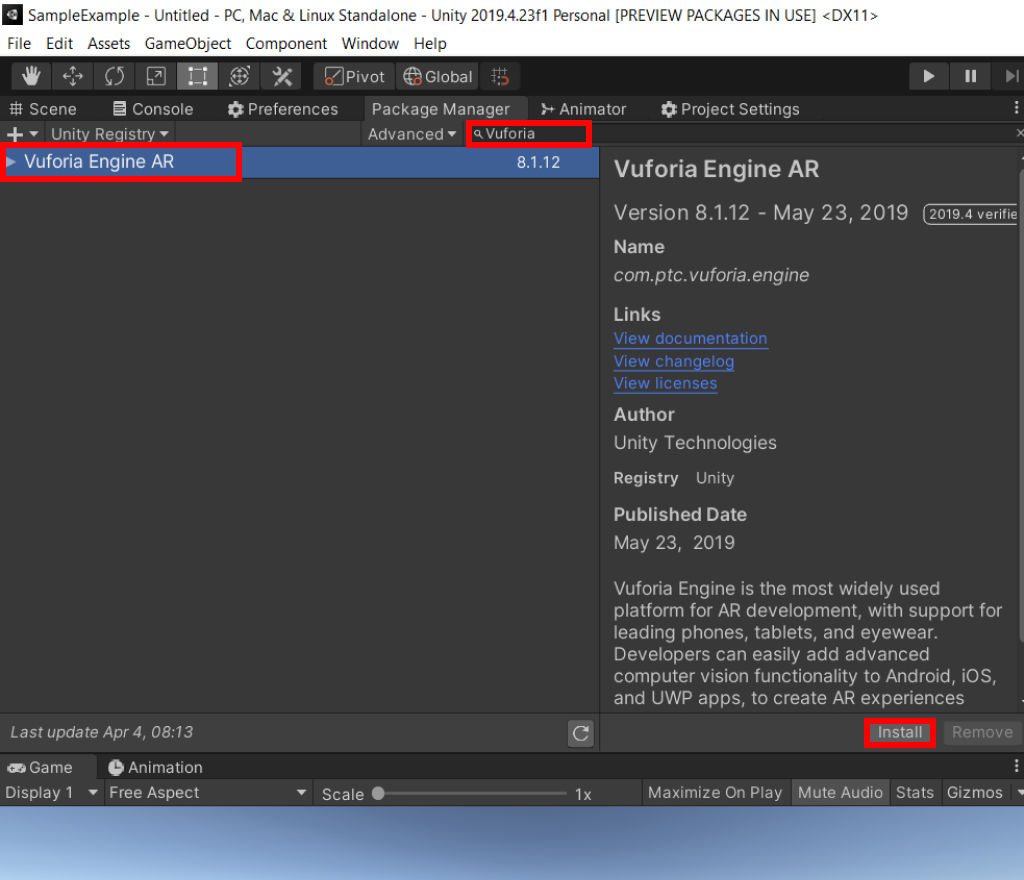 SampleExample - Untitled - PC, Mac & Linux Standalone - Unity 2019.4.23f1 Personal [PREVIEW PACKAGES IN USE] <DX11>
File Edit Assets GameObject Component Window Help
Pivot Global
Scene Console Preferences Package Manager Animator Project Settings
Unity Registry Advanced Vuforia
Vuforia Engine AR 8.1.12
Vuforia Engine AR
Version 8.1.12 - May 23, 2019 2019.4 verifie
Name
com.ptc.vuforia.engine
Links
View documentation
View changelog
View licenses
Author
Unity Technologies
Registry Unity
Published Date
May 23, 2019
Vuforia Engine is the most widely used
platform for AR development, with support for
leading phones, tablets, and eyewear.
Developers can easily add advanced
computer vision functionality to Android, iOS,
and UWP apps, to create AR experiences
Last update Apr 4, 08:13
Install Remove
Game Animation
Display 1 Free Aspect Scale 1x Maximize On Play Mute Audio Stats Gizmos